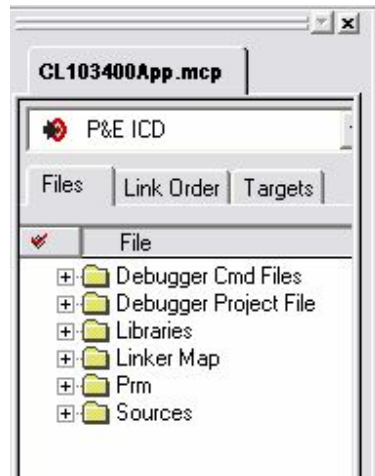 CL103400App.mcp
P&E ICD
Files Link Order Targets
File
Debugger Cmd Files
Debugger Project File
Libraries
Linker Map
Prm
Sources